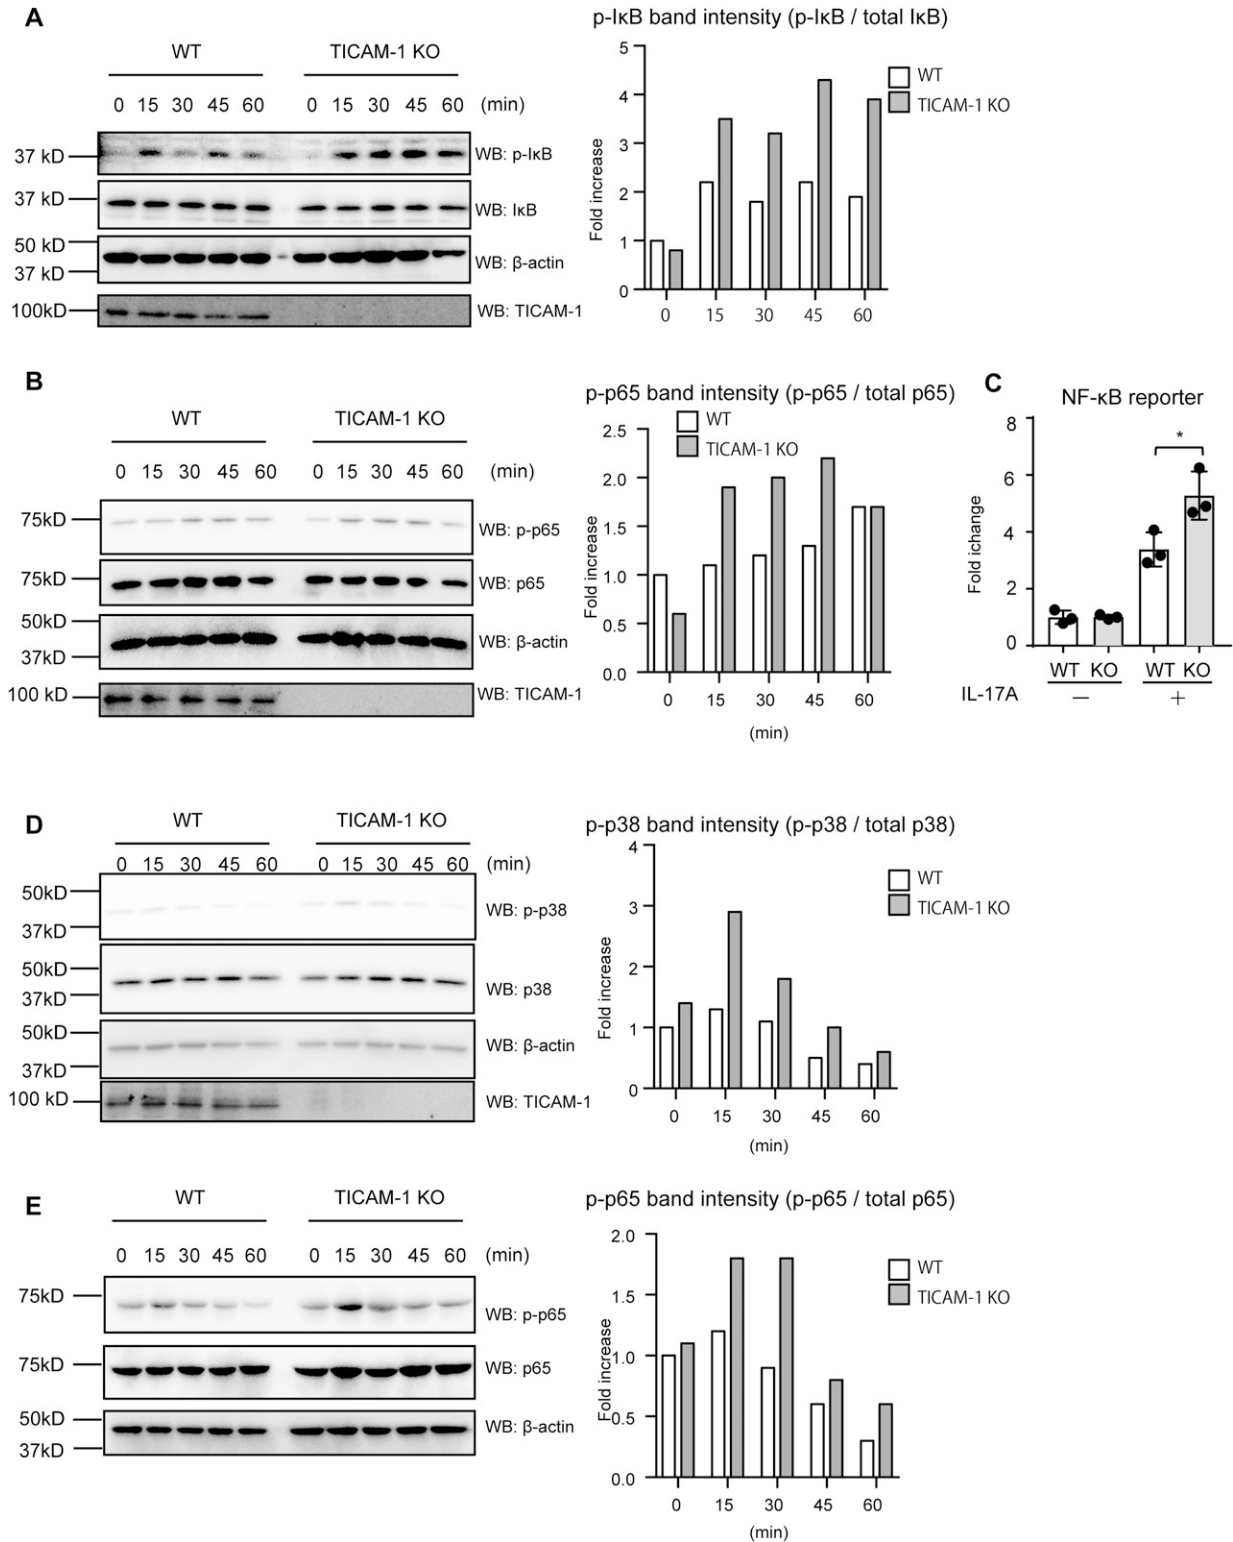 A
WT TICAM-1 KO
0 15 30 45 60 0 15 30 45 60 (min)
37 kD WB: p-IκB
37 kD WB: IκB
50 kD
37 kD WB: β-actin
100kD WB: TICAM-1
p-IκB band intensity (p-IκB / total IκB)
Fold increase
5
4
3
2
1
0
0 15 30 45 60
WT
TICAM-1 KO
B
WT TICAM-1 KO
0 15 30 45 60 0 15 30 45 60 (min)
75kD WB: p-p65
75kD WB: p65
50kD
37kD WB: β-actin
100 kD WB: TICAM-1
p-p65 band intensity (p-p65 / total p65)
WT
TICAM-1 KO
Fold increase
2.5
2.0
1.5
1.0
0.5
0.0
0 15 30 45 60
(min)
C
NF-κB reporter
Fold ichange
8
6
4
2
0
*
WT KO WT KO
IL-17A — +
D
WT TICAM-1 KO
0 15 30 45 60 0 15 30 45 60 (min)
50kD
37kD WB: p-p38
50kD
37kD WB: p38
50kD
37kD WB: β-actin
100 kD WB: TICAM-1
p-p38 band intensity (p-p38 / total p38)
Fold increase
4
3
2
1
0
0 15 30 45 60
(min)
WT
TICAM-1 KO
E
WT TICAM-1 KO
0 15 30 45 60 0 15 30 45 60 (min)
75kD WB: p-p65
75kD WB: p65
50kD
37kD WB: β-actin
p-p65 band intensity (p-p65 / total p65)
Fold increase
2.0
1.5
1.0
0.5
0.0
0 15 30 45 60
(min)
WT
TICAM-1 KO